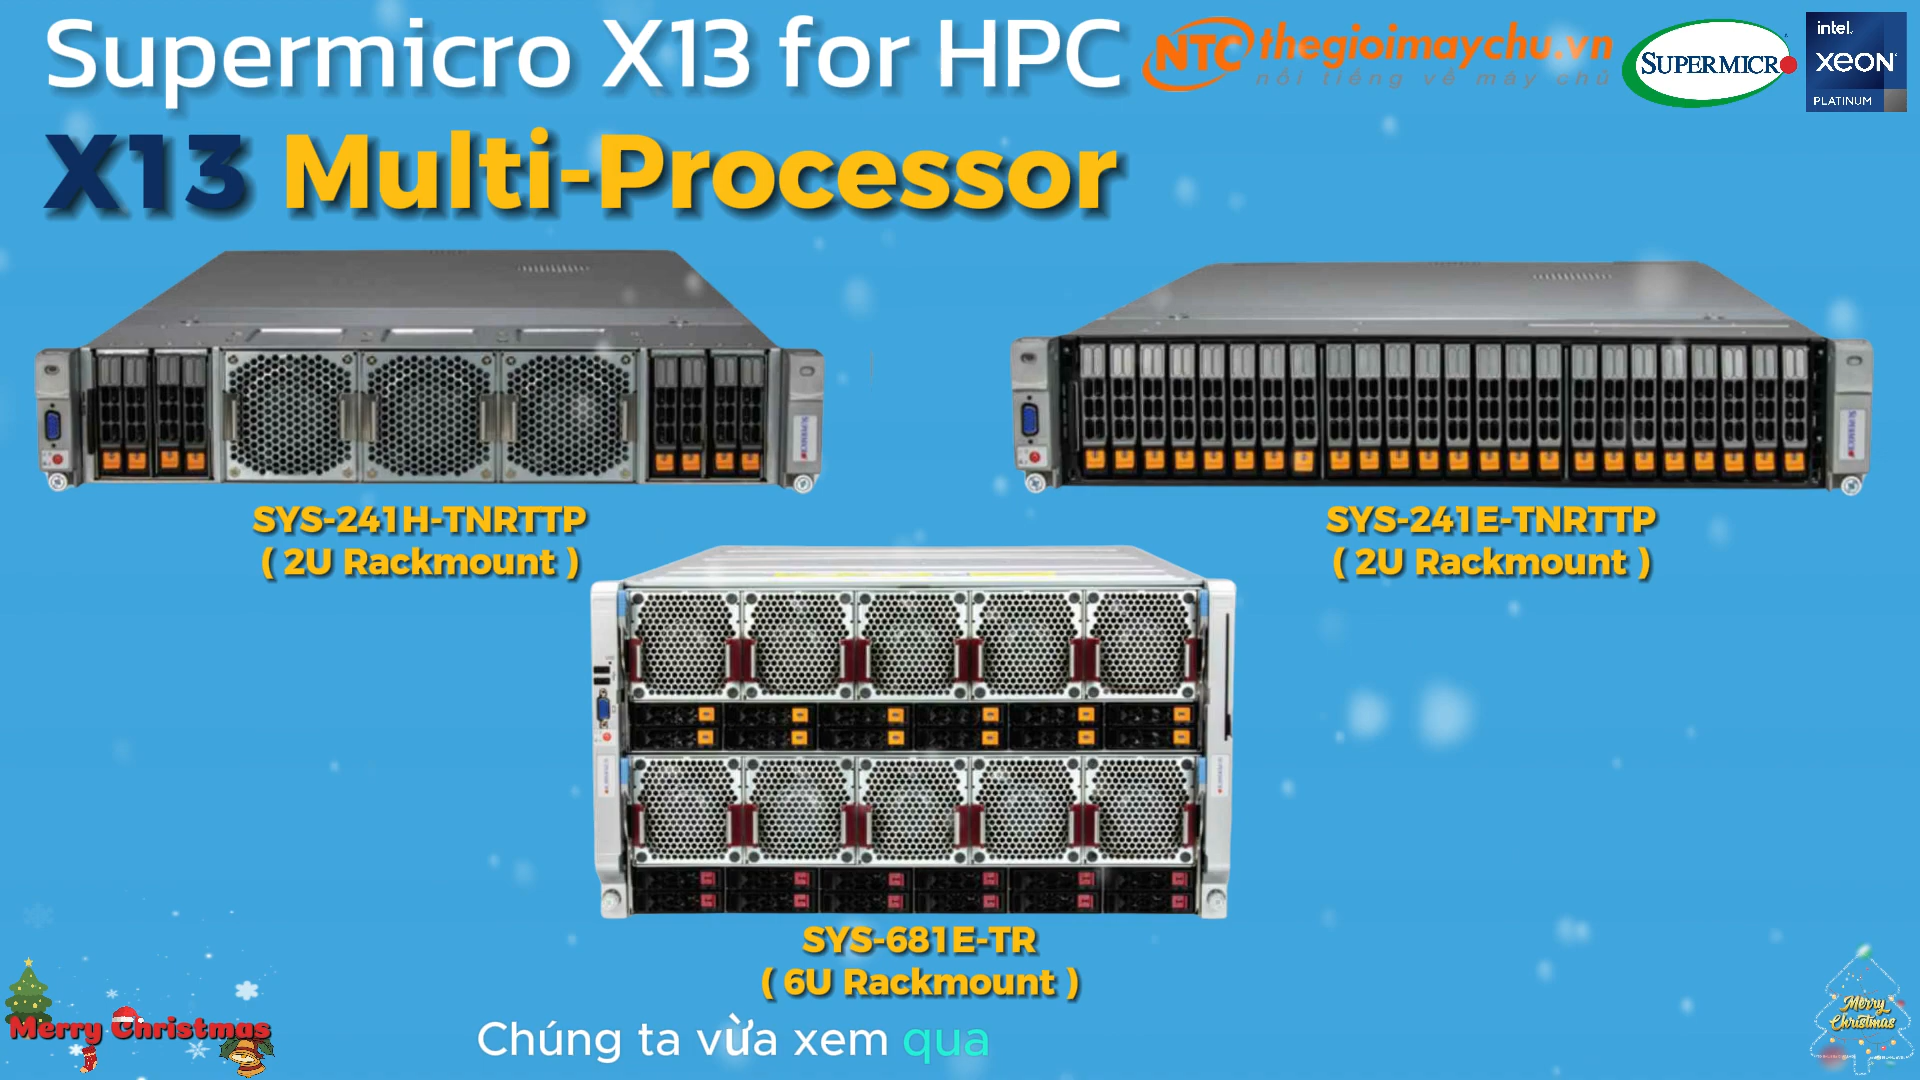 Supermicro X13 for HPC
NTC thegioimaychu.vn
nổi tiếng về máy chủ
SUPERMICRO
intel.
XEON
PLATINUM
X13 Multi-Processor
SYS-241H-TNRTTP
( 2U Rackmount )
SYS-241E-TNRTTP
( 2U Rackmount )
SYS-681E-TR
( 6U Rackmount )
Merry Christmas
Chúng ta vừa xem qua
Merry
Christmas